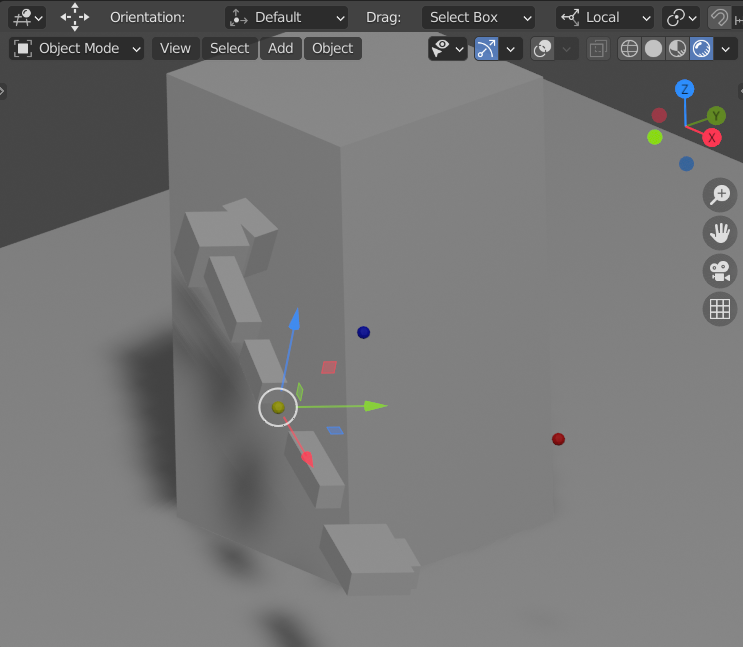 Orientation: Default Drag: Select Box Local
Object Mode View Select Add Object
Z
Y
X